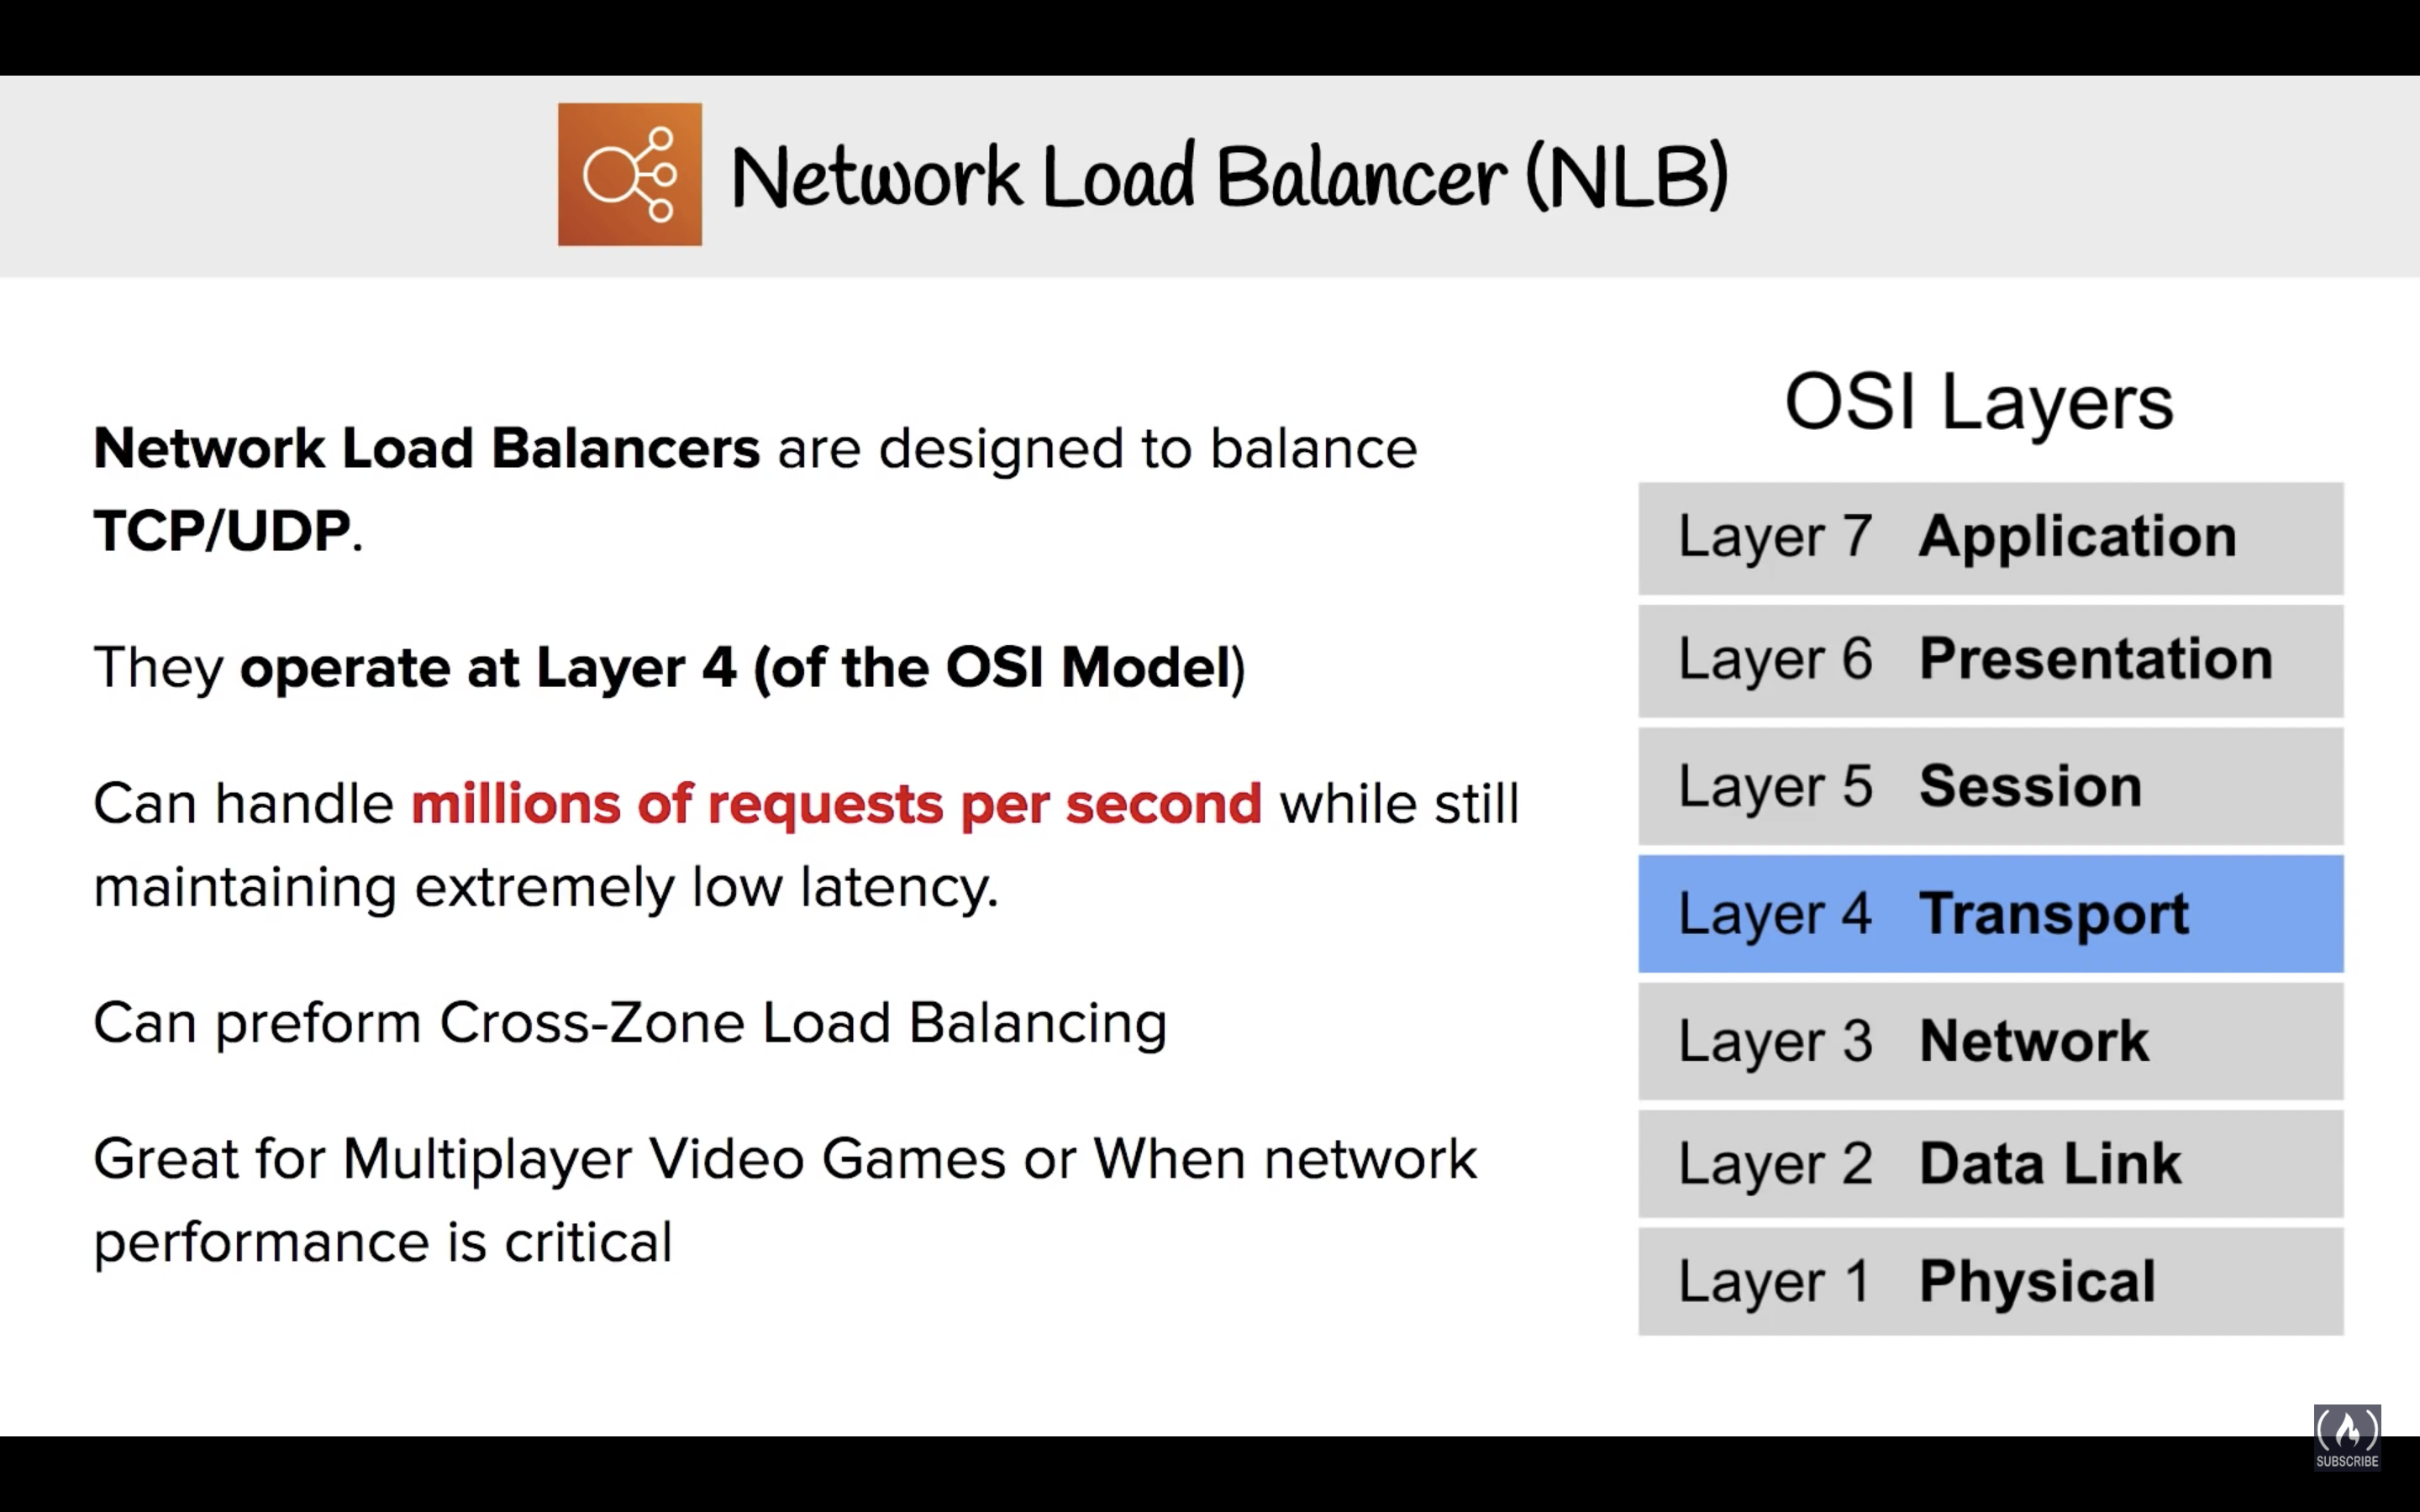 Network Load Balancer (NLB)
Network Load Balancers are designed to balance
TCP/UDP.
They operate at Layer 4 (of the OSI Model)
Can handle millions of requests per second while still
maintaining extremely low latency.
Can preform Cross-Zone Load Balancing
Great for Multiplayer Video Games or When network
performance is critical
OSI Layers
Layer 7 Application
Layer 6 Presentation
Layer 5 Session
Layer 4 Transport
Layer 3 Network
Layer 2 Data Link
Layer 1 Physical
SUBSCRIBE